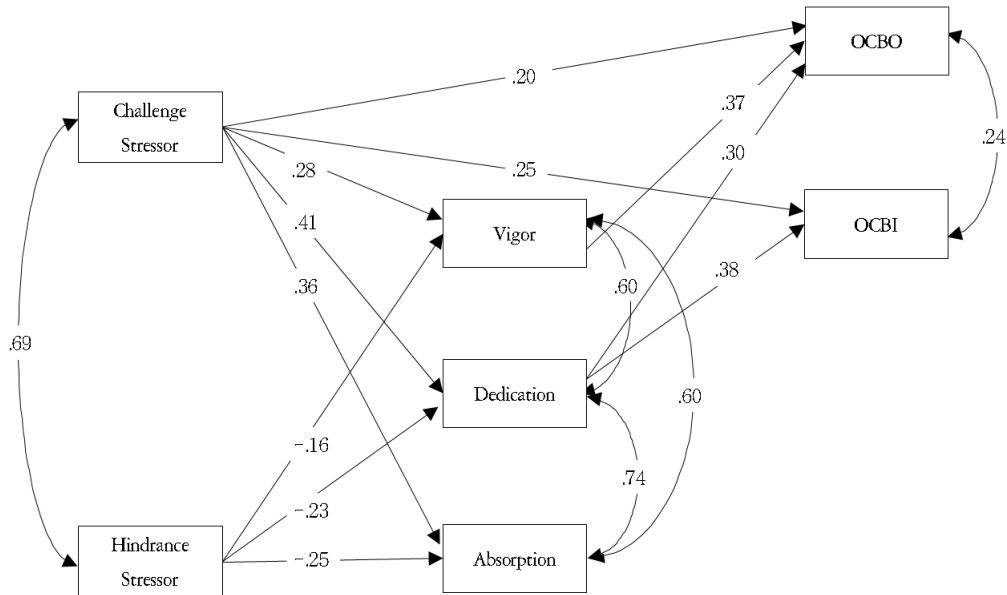 OCBO
.20
.37
Challenge
Stressor
.24
.30
.28
.25
.41
Vigor
OCBI
.36
.60
.38
.69
Dedication
.60
-.16
.74
-.23
Hindrance
Stressor
-.25
Absorption